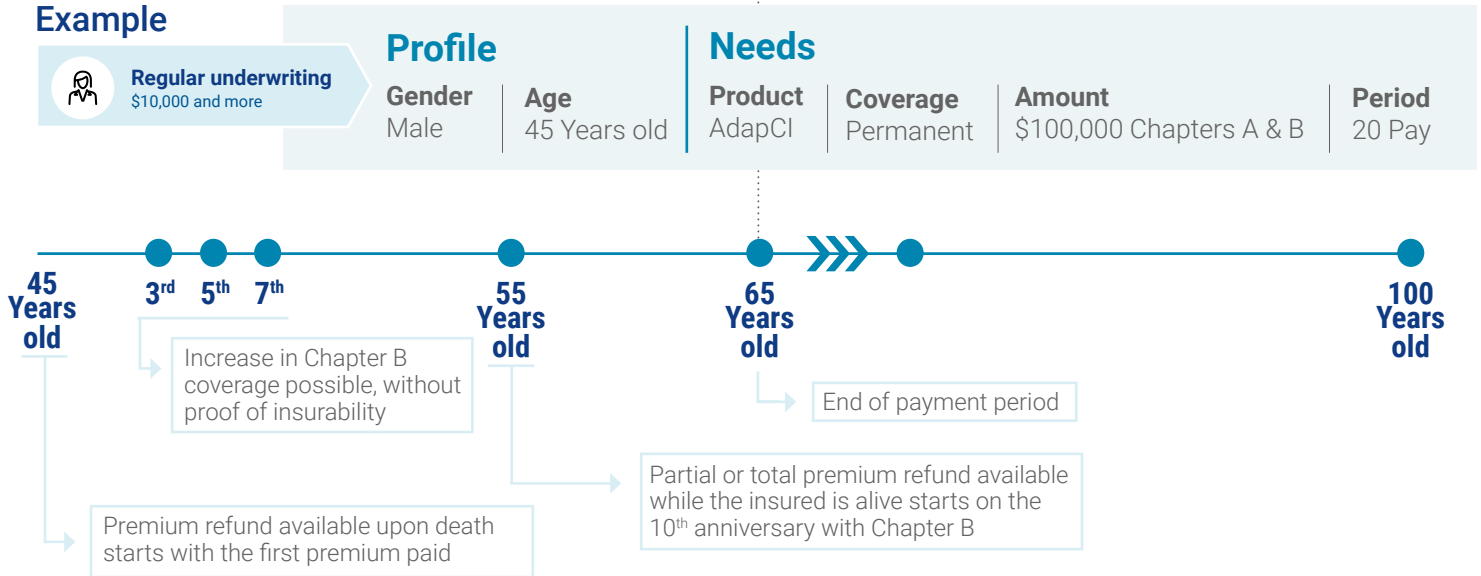 Example
Regular underwriting
$10,000 and more
Profile
Gender
Male
Age
45 Years old
Needs
Product
AdapCI
Coverage
Permanent
Amount
$100,000 Chapters A & B
Period
20 Pay
45
Years
old
3rd
5th
7th
55
Years
old
65
Years
old
100
Years
old
Increase in Chapter B
coverage possible, without
proof of insurability
End of payment period
Partial or total premium refund available
while the insured is alive starts on the
10th anniversary with Chapter B
Premium refund available upon death
starts with the first premium paid